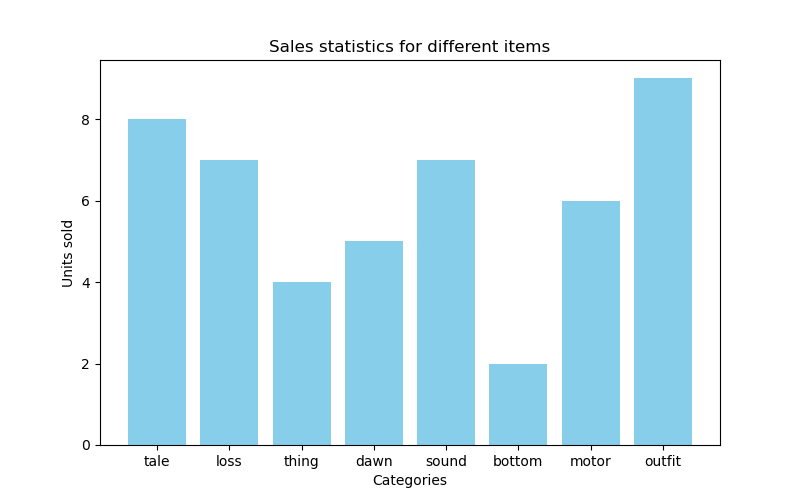 Sales statistics for different items
Units sold
8
6
4
2
0
tale loss thing dawn sound bottom motor outfit
Categories